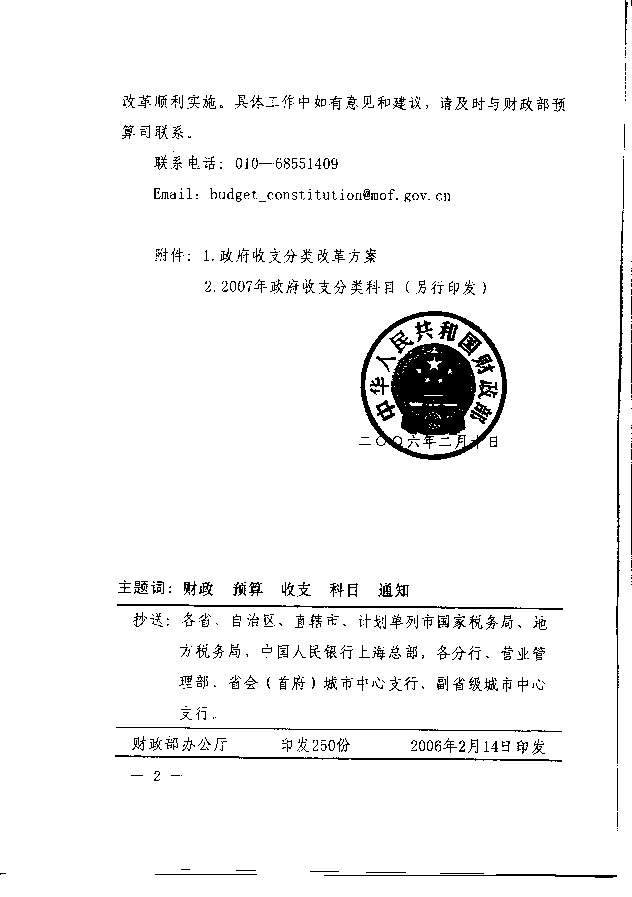 改革顺利实施。具体工作中如有意见和建议，请及时与财政部预
算司联系。
联系电话：010—68551409
Email：budget_constitution@mof.gov.cn
附件：1.政府收支分类改革方案
2.2007年政府收支分类科目（另行印发）
中华人民共和国财政部
二〇〇六年二月十日
主题词：财政 预算 收支 科目 通知
抄送：各省、自治区、直辖市、计划单列市国家税务局、地
方税务局，中国人民银行上海总部，各分行、营业管
理部、省会（首府）城市中心支行、副省级城市中心
支行。
财政部办公厅 印发250份 2006年2月14日印发
— 2 —